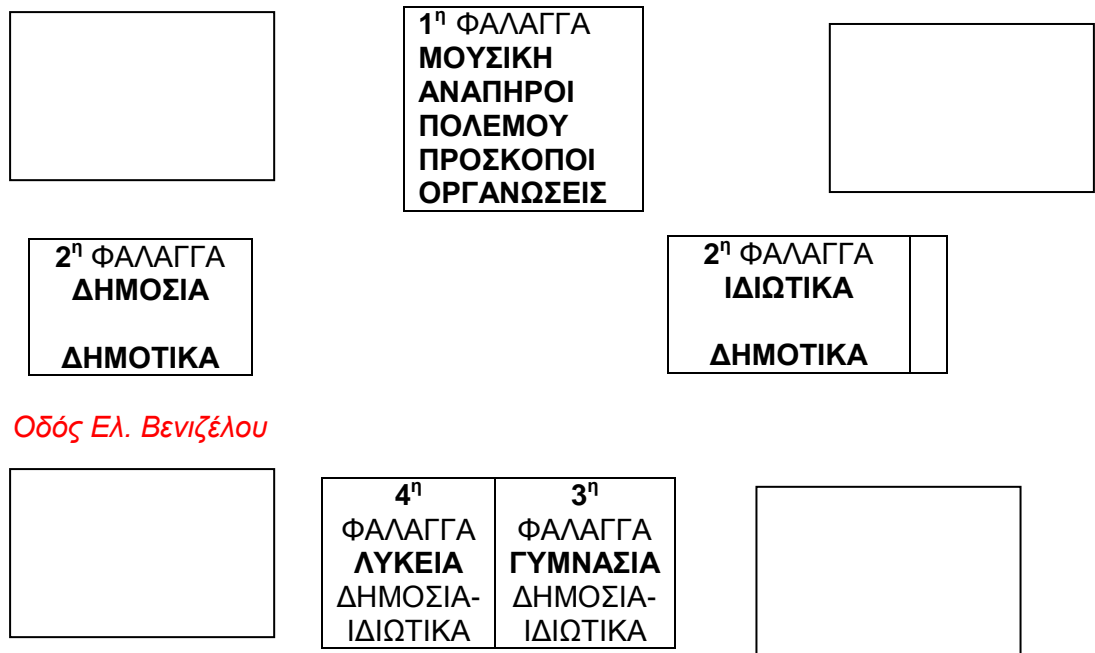 1η ΦΑΛΑΓΓΑ
ΜΟΥΣΙΚΗ
ΑΝΑΠΗΡΟΙ
ΠΟΛΕΜΟΥ
ΠΡΟΣΚΟΠΟΙ
ΟΡΓΑΝΩΣΕΙΣ
2η ΦΑΛΑΓΓΑ
ΔΗΜΟΣΙΑ
ΔΗΜΟΤΙΚΑ
2η ΦΑΛΑΓΓΑ
ΙΔΙΩΤΙΚΑ
ΔΗΜΟΤΙΚΑ
Οδός Ελ. Βενιζέλου
4η
ΦΑΛΑΓΓΑ
ΛΥΚΕΙΑ
ΔΗΜΟΣΙΑ-
ΙΔΙΩΤΙΚΑ
3η
ΦΑΛΑΓΓΑ
ΓΥΜΝΑΣΙΑ
ΔΗΜΟΣΙΑ-
ΙΔΙΩΤΙΚΑ